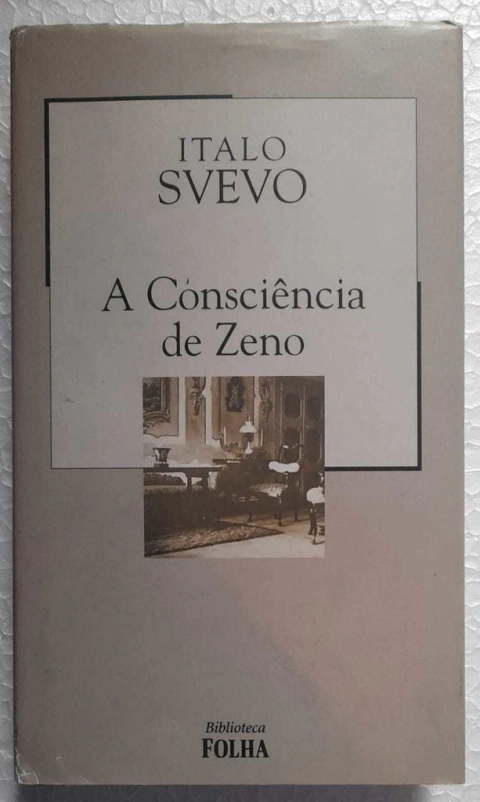 ITALO
SVEVO
A Consciência
de Zeno
Biblioteca
FOLHA